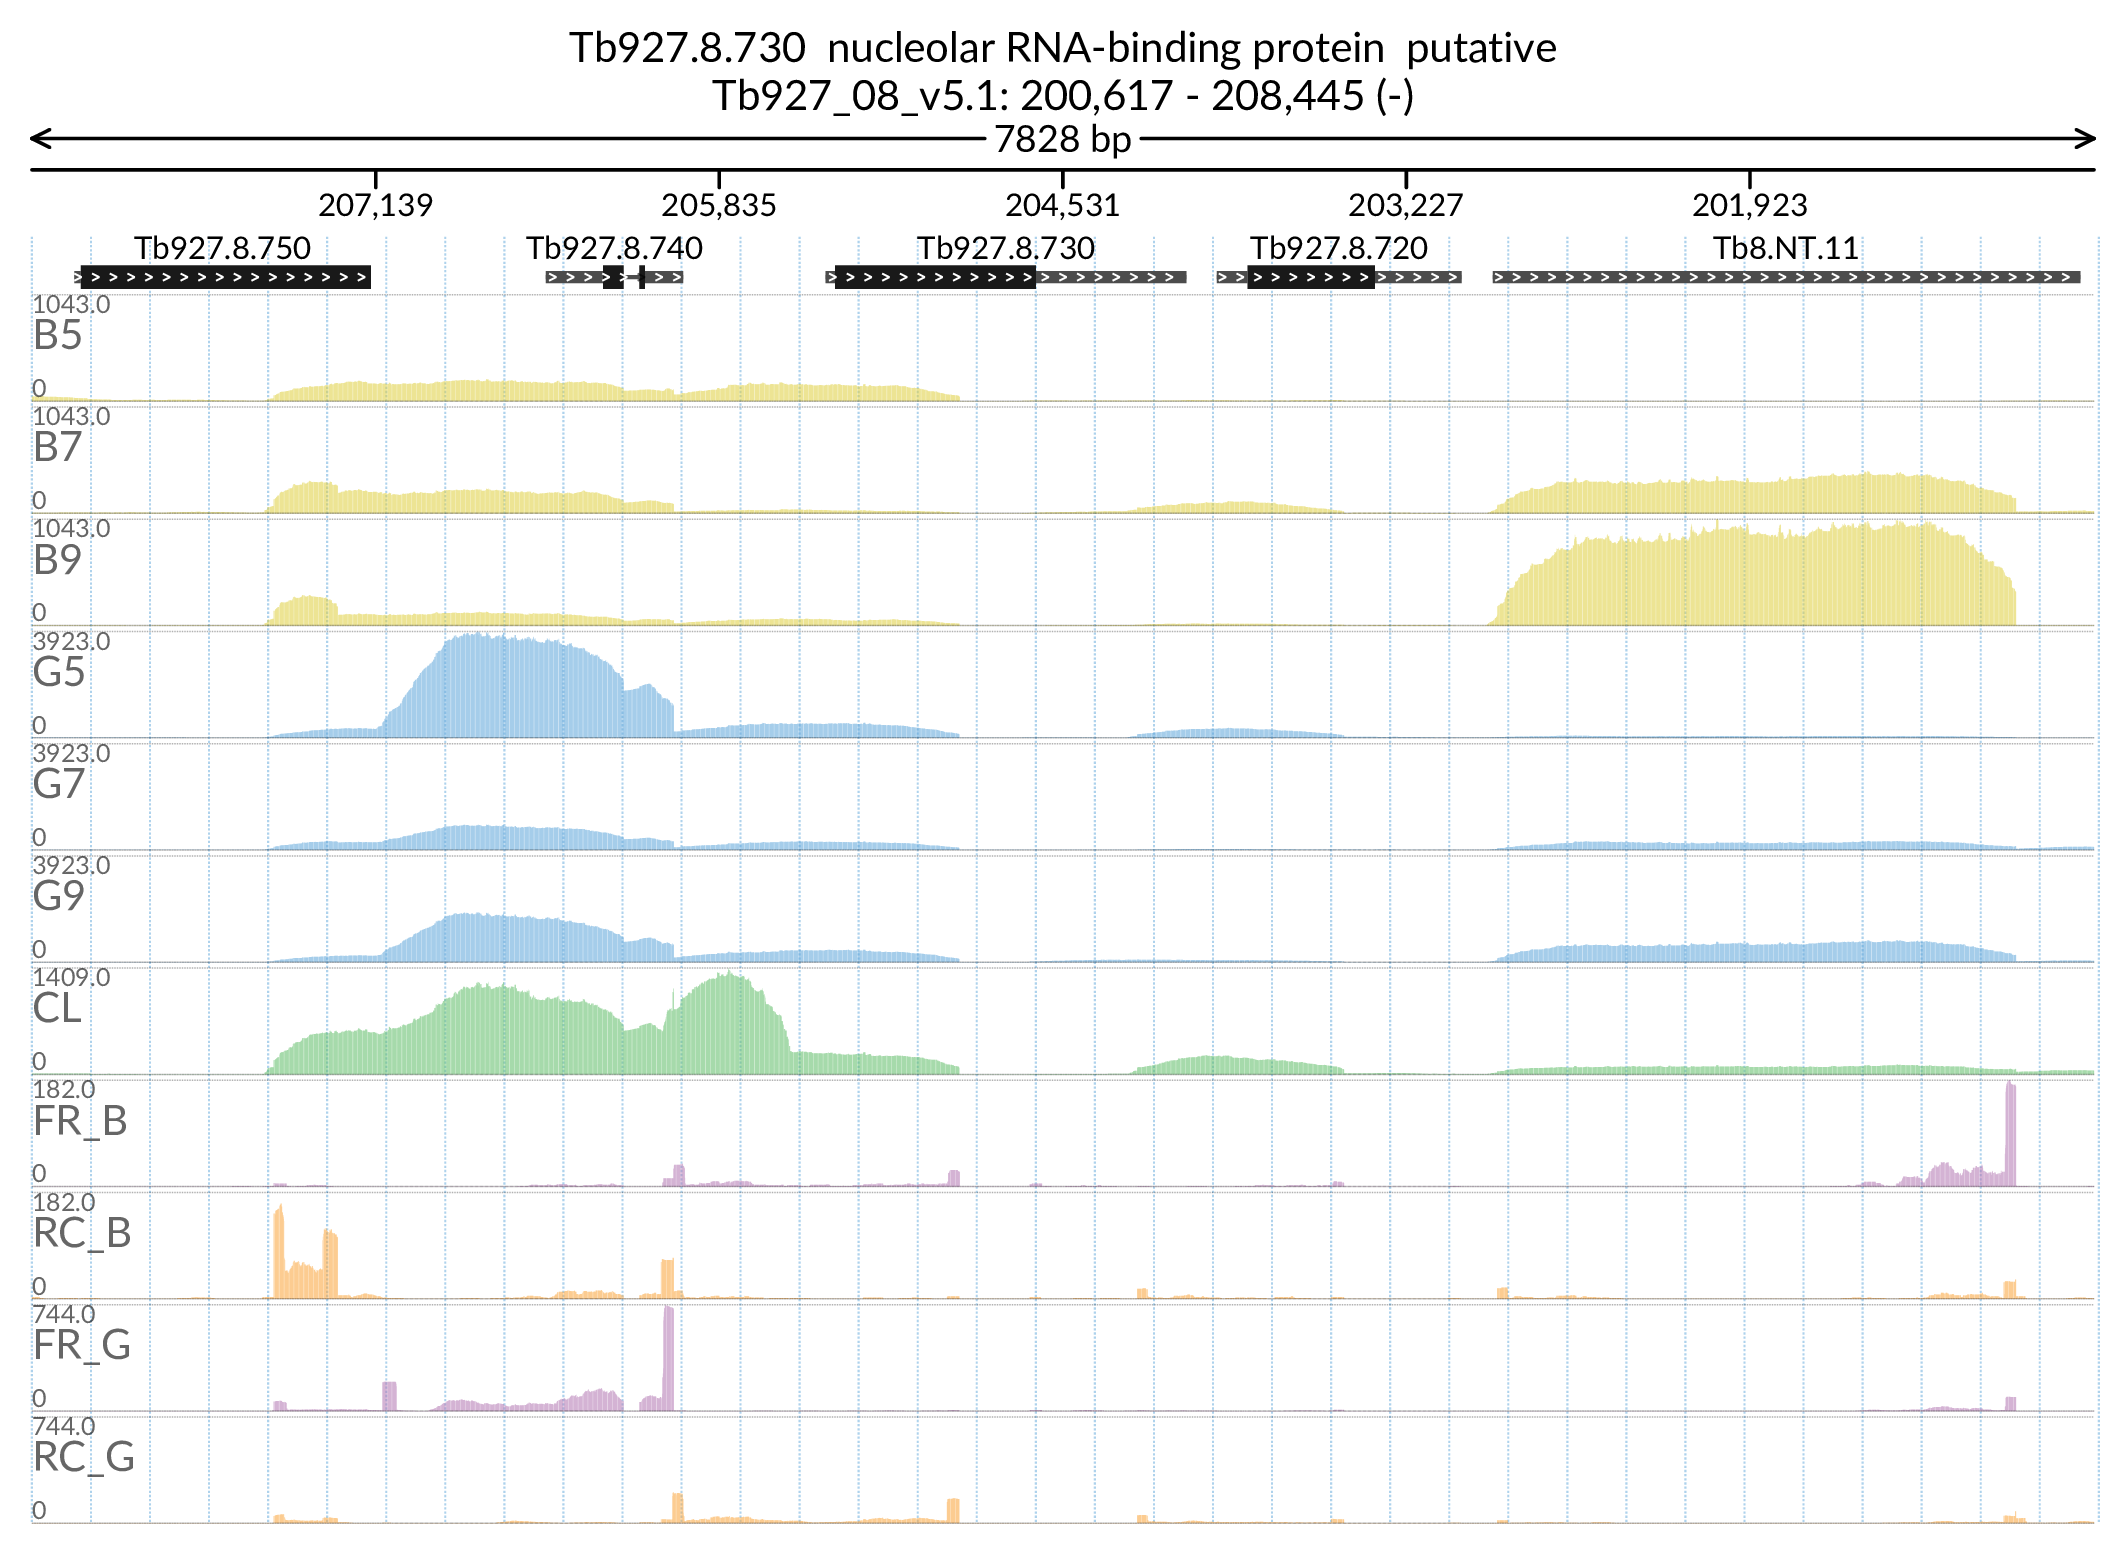 Tb927.8.730  nucleolar RNA-binding protein  putative
Tb927_08_v5.1: 200,617 - 208,445 (-)
7828 bp
207,139 205,835 204,531 203,227 201,923
Tb927.8.750 Tb927.8.740 Tb927.8.730 Tb927.8.720 Tb8.NT.11
1043.0
B5
0
1043.0
B7
0
1043.0
B9
0
3923.0
G5
0
3923.0
G7
0
3923.0
G9
0
1409.0
CL
0
182.0
FR_B
0
182.0
RC_B
0
744.0
FR_G
0
744.0
RC_G
0